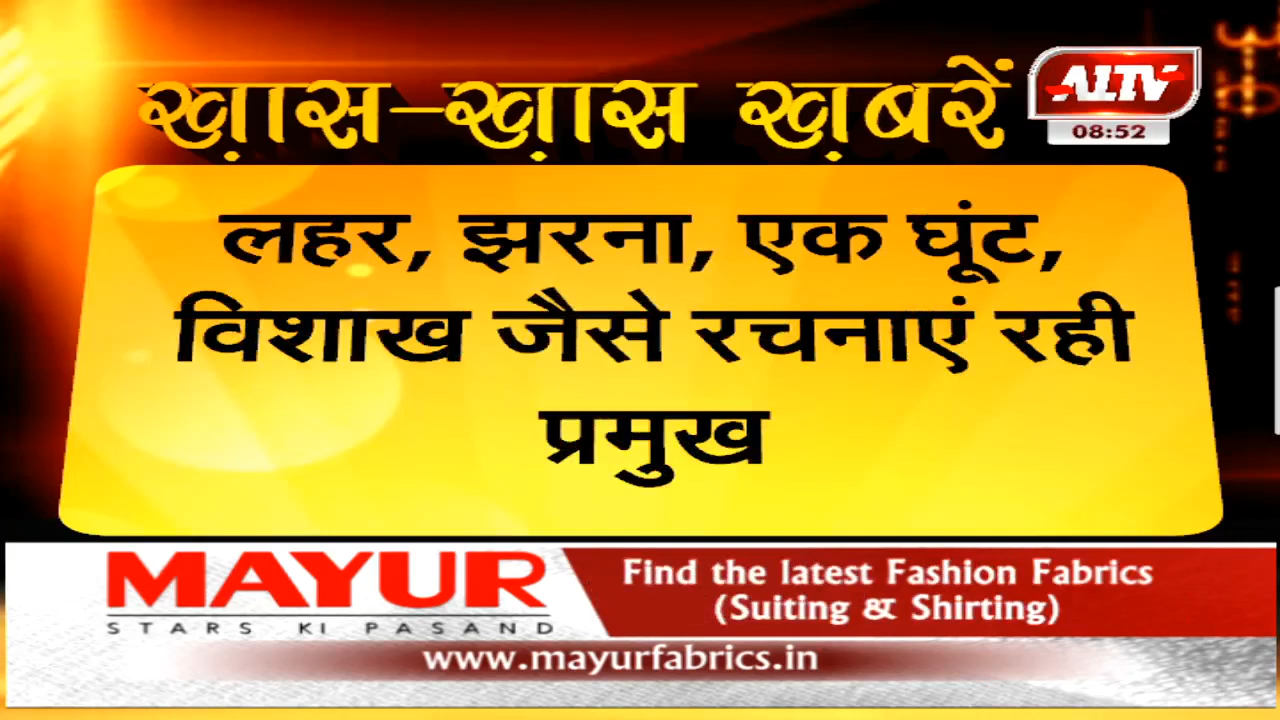 ख़ास-ख़ास ख़बरें
A1TV
08:52
लहर, झरना, एक घूंट,
विशाख जैसे रचनाएं रही
प्रमुख
MAYUR
STARS KI PASAND
Find the latest Fashion Fabrics
(Suiting & Shirting)
www.mayurfabrics.in